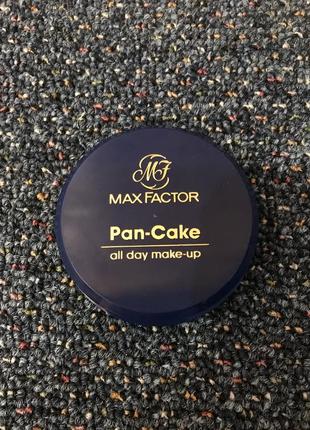 MF
MAX FACTOR
Pan-Cake
all day make-up